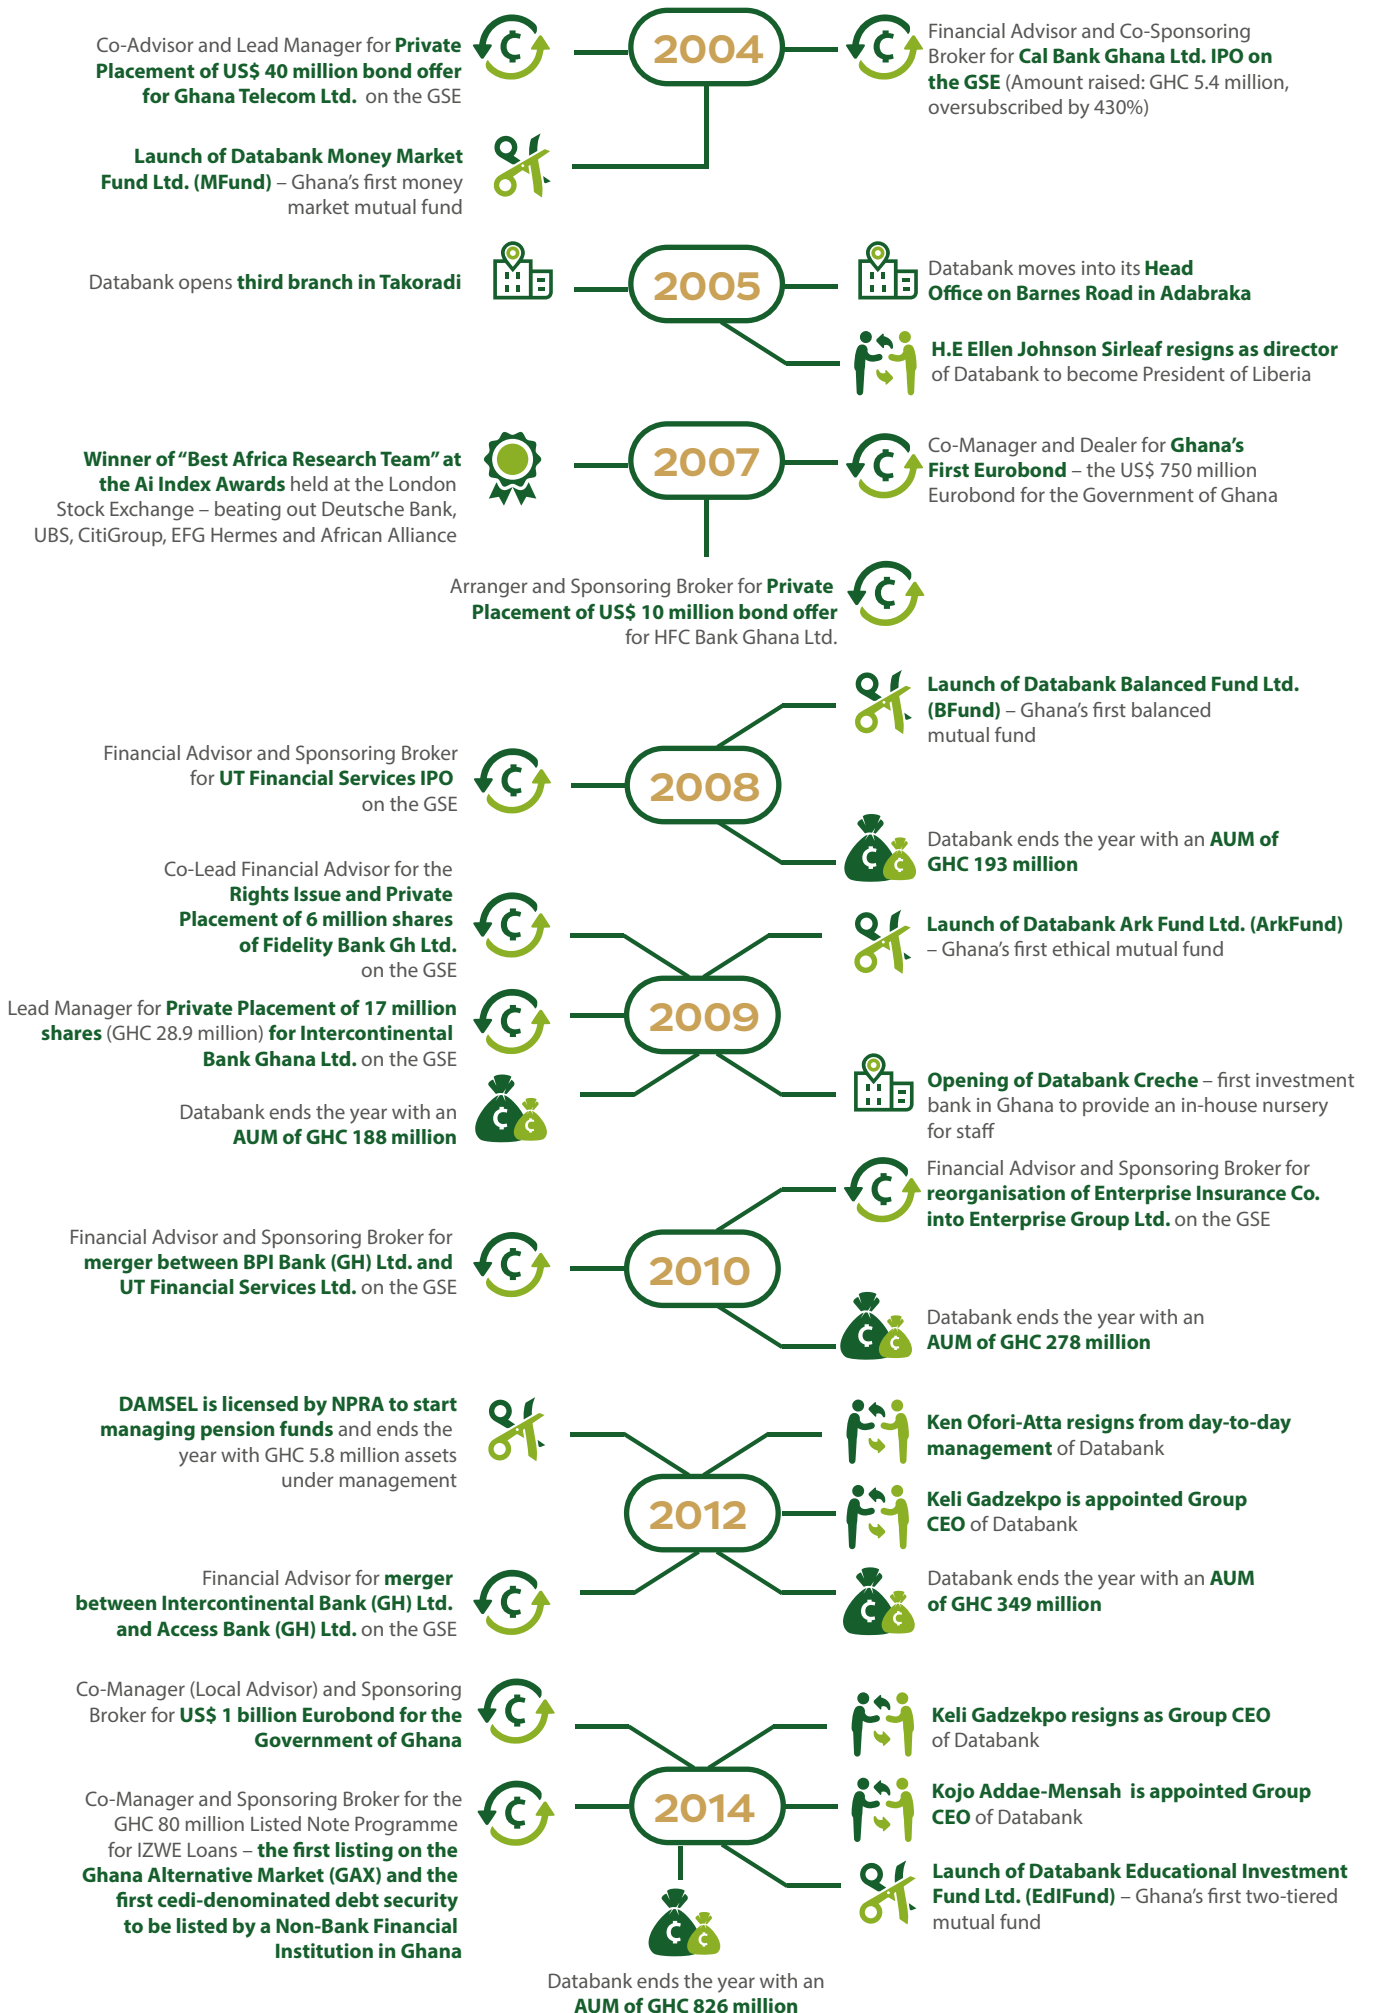 2004
Co-Advisor and Lead Manager for Private
Placement of US$ 40 million bond offer
for Ghana Telecom Ltd. on the GSE
Financial Advisor and Co-Sponsoring
Broker for Cal Bank Ghana Ltd. IPO on
the GSE (Amount raised: GHC 5.4 million,
oversubscribed by 430%)
Launch of Databank Money Market
Fund Ltd. (MFund) – Ghana’s first money
market mutual fund
2005
Databank opens third branch in Takoradi
Databank moves into its Head
Office on Barnes Road in Adabraka
H.E Ellen Johnson Sirleaf resigns as director
of Databank to become President of Liberia
2007
Winner of “Best Africa Research Team” at
the Ai Index Awards held at the London
Stock Exchange – beating out Deutsche Bank,
UBS, CitiGroup, EFG Hermes and African Alliance
Co-Manager and Dealer for Ghana’s
First Eurobond – the US$ 750 million
Eurobond for the Government of Ghana
Arranger and Sponsoring Broker for Private
Placement of US$ 10 million bond offer
for HFC Bank Ghana Ltd.
2008
Launch of Databank Balanced Fund Ltd.
(BFund) – Ghana’s first balanced
mutual fund
Financial Advisor and Sponsoring Broker
for UT Financial Services IPO
on the GSE
Databank ends the year with an AUM of
GHC 193 million
2009
Co-Lead Financial Advisor for the
Rights Issue and Private
Placement of 6 million shares
of Fidelity Bank Gh Ltd.
on the GSE
Launch of Databank Ark Fund Ltd. (ArkFund)
– Ghana’s first ethical mutual fund
Lead Manager for Private Placement of 17 million
shares (GHC 28.9 million) for Intercontinental
Bank Ghana Ltd. on the GSE
Databank ends the year with an
AUM of GHC 188 million
Opening of Databank Creche – first investment
bank in Ghana to provide an in-house nursery
for staff
2010
Financial Advisor and Sponsoring Broker for
reorganisation of Enterprise Insurance Co.
into Enterprise Group Ltd. on the GSE
Financial Advisor and Sponsoring Broker for
merger between BPI Bank (GH) Ltd. and
UT Financial Services Ltd. on the GSE
Databank ends the year with an
AUM of GHC 278 million
2012
DAMSEL is licensed by NPRA to start
managing pension funds and ends the
year with GHC 5.8 million assets
under management
Ken Ofori-Atta resigns from day-to-day
management of Databank
Keli Gadzekpo is appointed Group
CEO of Databank
Financial Advisor for merger
between Intercontinental Bank (GH) Ltd.
and Access Bank (GH) Ltd. on the GSE
Databank ends the year with an AUM
of GHC 349 million
2014
Co-Manager (Local Advisor) and Sponsoring
Broker for US$ 1 billion Eurobond for the
Government of Ghana
Keli Gadzekpo resigns as Group CEO
of Databank
Co-Manager and Sponsoring Broker for the
GHC 80 million Listed Note Programme
for IZWE Loans – the first listing on the
Ghana Alternative Market (GAX) and the
first cedi-denominated debt security
to be listed by a Non-Bank Financial
Institution in Ghana
Kojo Addae-Mensah is appointed Group
CEO of Databank
Launch of Databank Educational Investment
Fund Ltd. (EdIFund) – Ghana’s first two-tiered
mutual fund
Databank ends the year with an
AUM of GHC 826 million